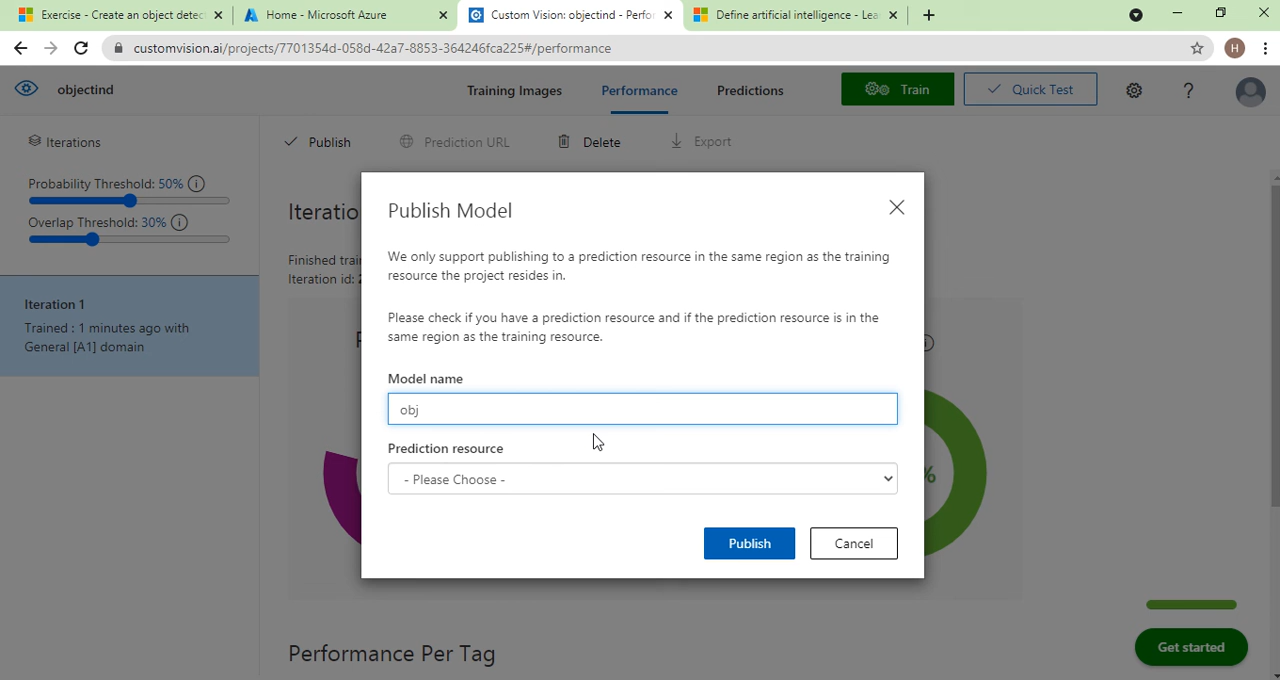 Exercise - Create an object detec
Home - Microsoft Azure
Custom Vision: objectind - Perfo
Define artificial intelligence - Lea
customvision.ai/projects/7701354d-058d-42a7-8853-364246fca225#/performance
H
objectind
Training Images
Performance
Predictions
Train
Quick Test
?
Iterations
Publish
Prediction URL
Delete
Export
Probability Threshold: 50%
Overlap Threshold: 30%
Iteration 1
Trained : 1 minutes ago with
General [A1] domain
Iteratio
Finished trai
Iteration id:
Publish Model
We only support publishing to a prediction resource in the same region as the training
resource the project resides in.
Please check if you have a prediction resource and if the prediction resource is in the
same region as the training resource.
Model name
obj
Prediction resource
- Please Choose -
Publish
Cancel
%
Performance Per Tag
Get started